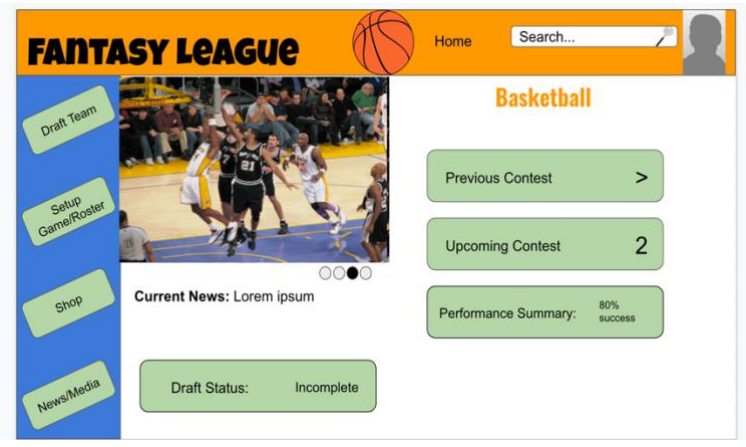 FANTASY LEAGUE
Home
Search...
Draft Team
Setup
Game/Roster
Shop
News/Media
21
Current News: Lorem ipsum
Draft Status: Incomplete
Basketball
Previous Contest >
Upcoming Contest 2
Performance Summary: 80%
success